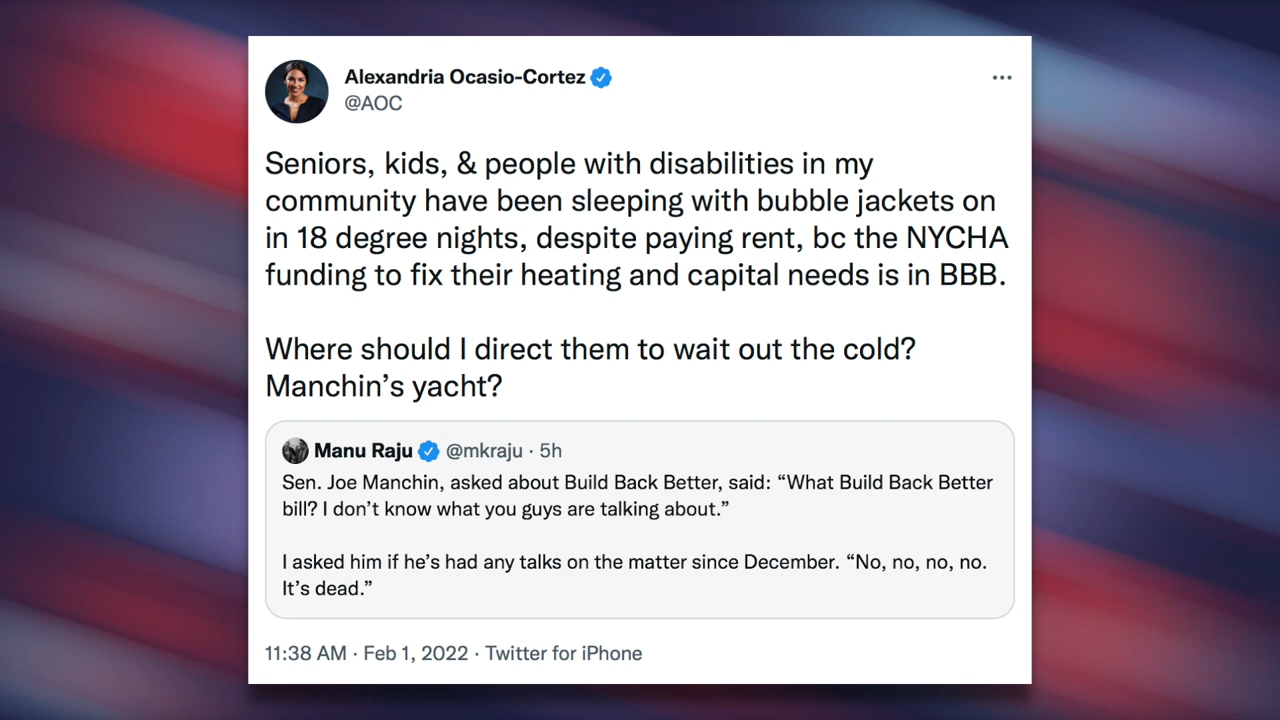 Alexandria Ocasio-Cortez
@AOC
Seniors, kids, & people with disabilities in my
community have been sleeping with bubble jackets on
in 18 degree nights, despite paying rent, bc the NYCHA
funding to fix their heating and capital needs is in BBB.
Where should I direct them to wait out the cold?
Manchin’s yacht?
Manu Raju @mkraju · 5h
Sen. Joe Manchin, asked about Build Back Better, said: “What Build Back Better
bill? I don’t know what you guys are talking about.”
I asked him if he’s had any talks on the matter since December. “No, no, no, no.
It’s dead.”
11:38 AM · Feb 1, 2022 · Twitter for iPhone